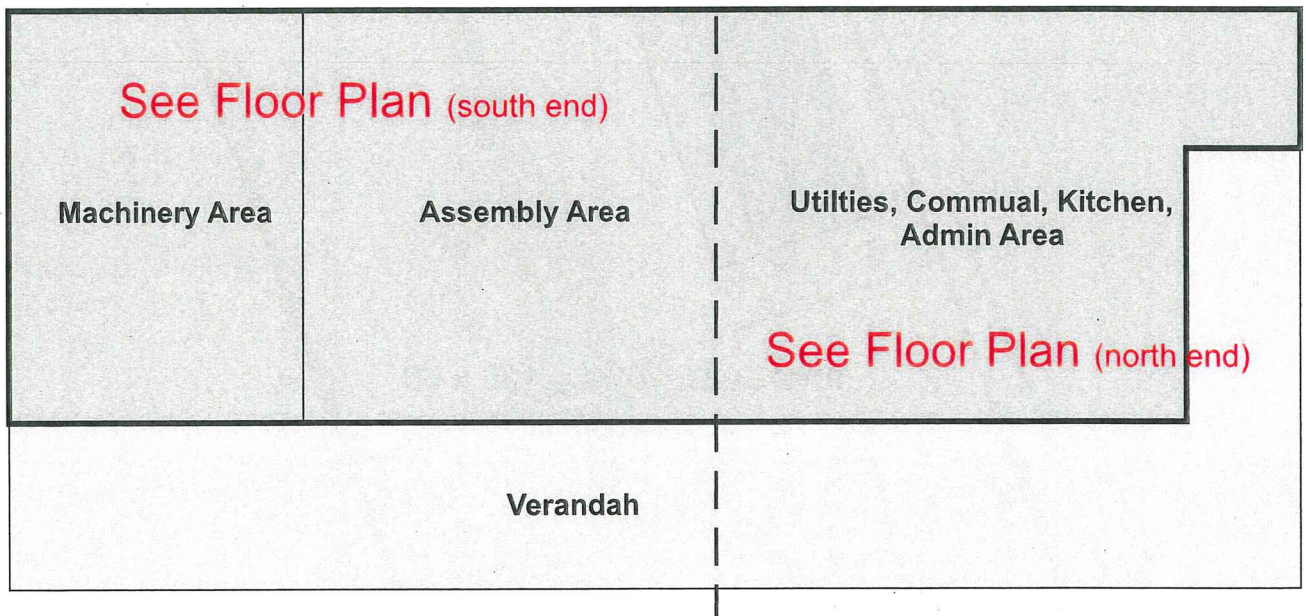 See Floor Plan (south end)
Machinery Area
Assembly Area
Utilties, Commual, Kitchen,
Admin Area
See Floor Plan (north end)
Verandah